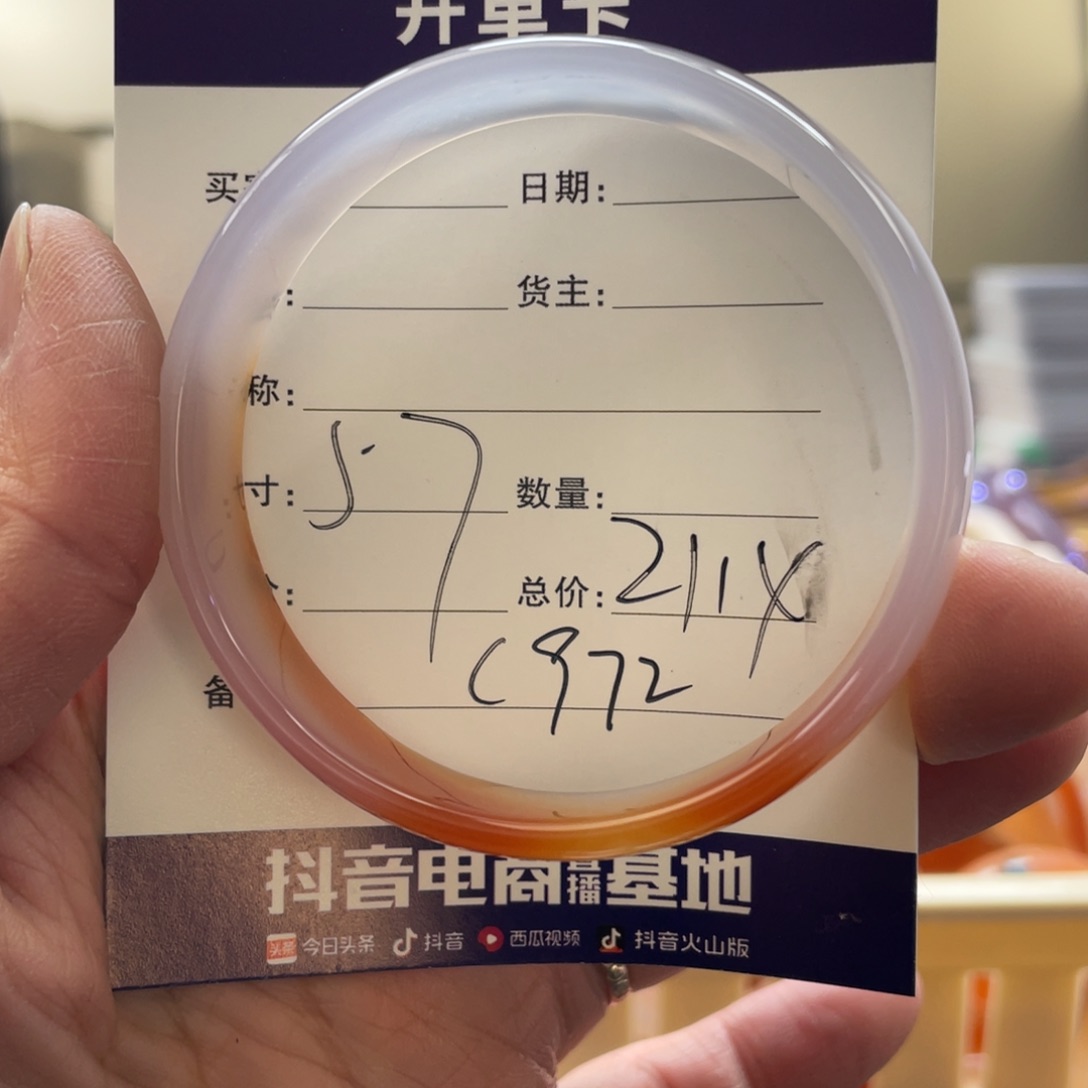 开单卡
买 日期:
: 货主:
称:
寸: 57 数量:
: 总价: 211X
C972
备
抖音电商直播基地
今日头条 抖音 西瓜视频 抖音火山版